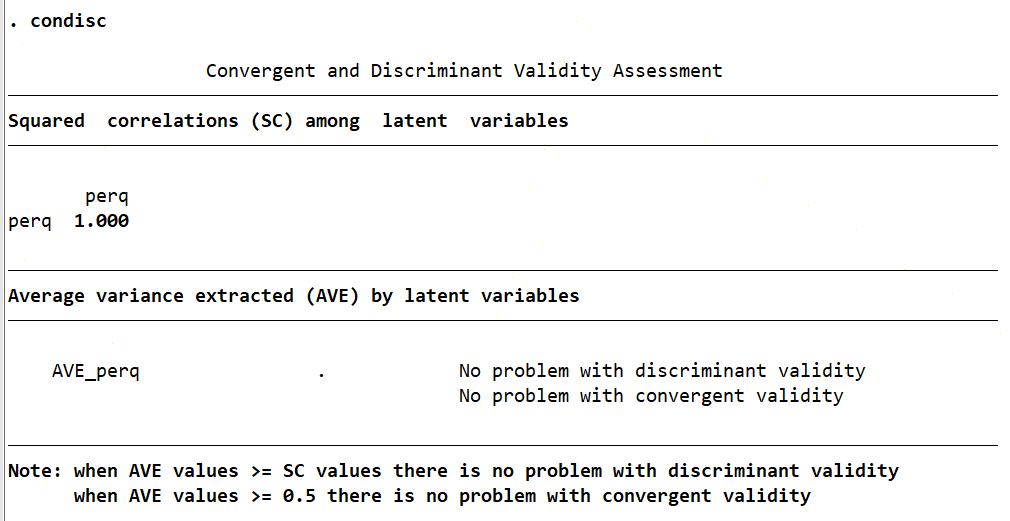 . condisc
Convergent and Discriminant Validity Assessment
Squared  correlations (SC) among  latent  variables
perq
perq  1.000
Average variance extracted (AVE) by latent variables
AVE_perq  .  No problem with discriminant validity
No problem with convergent validity
Note: when AVE values >= SC values there is no problem with discriminant validity
when AVE values >= 0.5 there is no problem with convergent validity